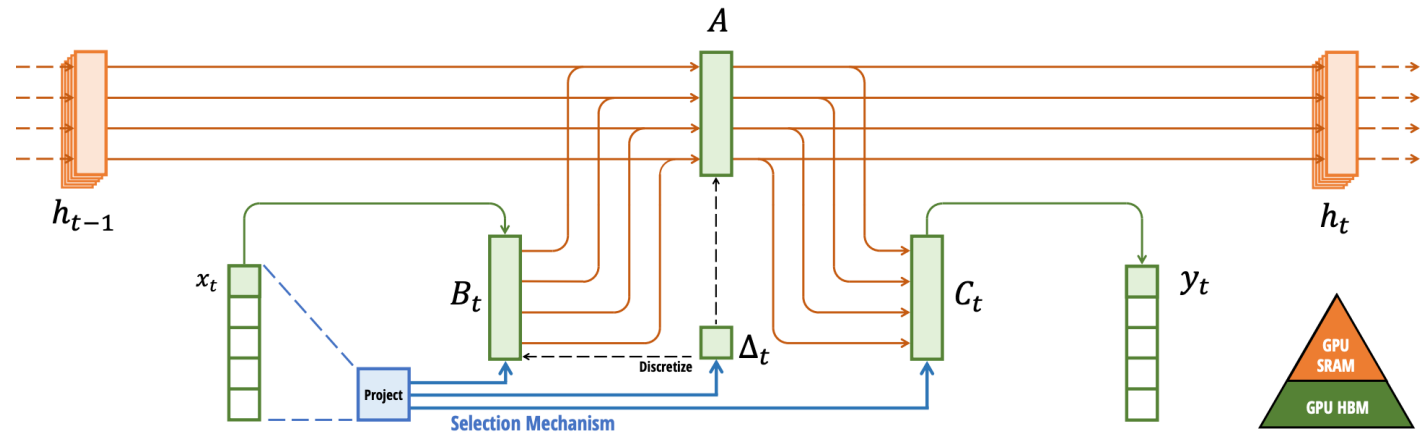 A
h_{t-1}
h_t
x_t
B_t
Δ_t
C_t
y_t
Discretize
Project
Selection Mechanism
GPU
SRAM
GPU HBM